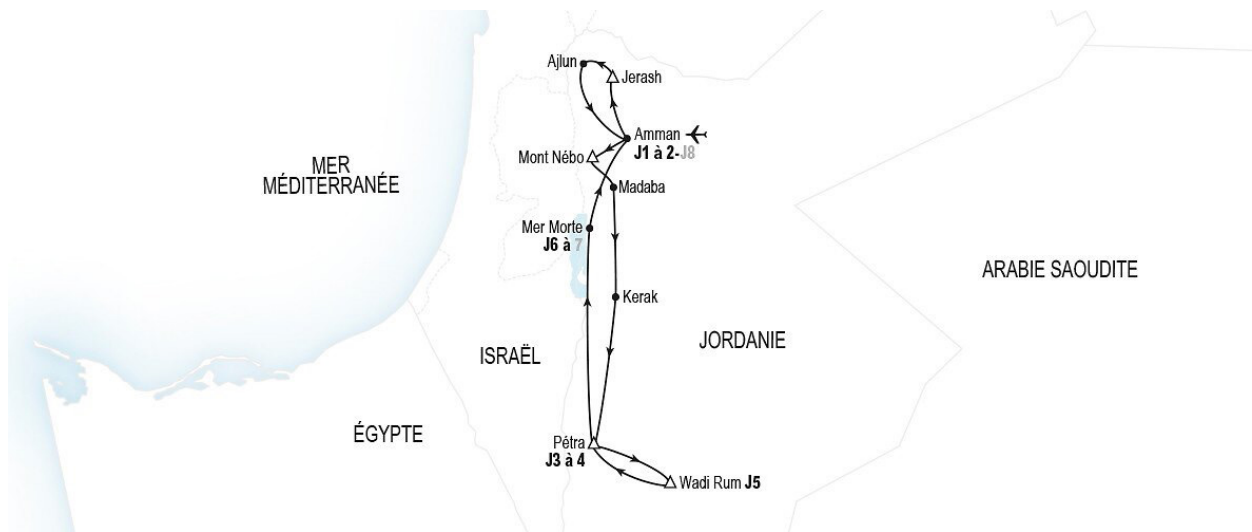 Ajlun
Jerash
Amman
J1 à 2-J8
Mont Nébo
MER
MÉDITERRANÉE
Madaba
Mer Morte
J6 à 7
ARABIE SAOUDITE
Kerak
JORDANIE
ISRAËL
ÉGYPTE
Pétra
J3 à 4
Wadi Rum J5